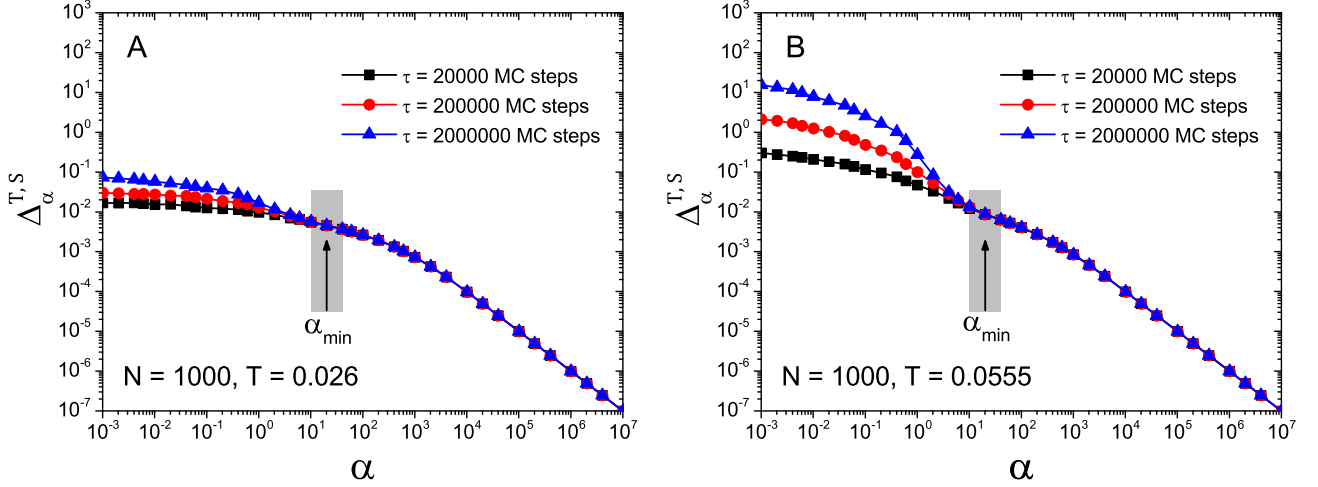 A
τ = 20000 MC steps
τ = 200000 MC steps
τ = 2000000 MC steps
Δ_α^{T, S}
10^3
10^2
10^1
10^0
10^-1
10^-2
10^-3
10^-4
10^-5
10^-6
10^-7
α_min
N = 1000, T = 0.026
10^-3 10^-2 10^-1 10^0 10^1 10^2 10^3 10^4 10^5 10^6 10^7
α
B
τ = 20000 MC steps
τ = 200000 MC steps
τ = 2000000 MC steps
Δ_α^{T, S}
10^3
10^2
10^1
10^0
10^-1
10^-2
10^-3
10^-4
10^-5
10^-6
10^-7
α_min
N = 1000, T = 0.0555
10^-3 10^-2 10^-1 10^0 10^1 10^2 10^3 10^4 10^5 10^6 10^7
α